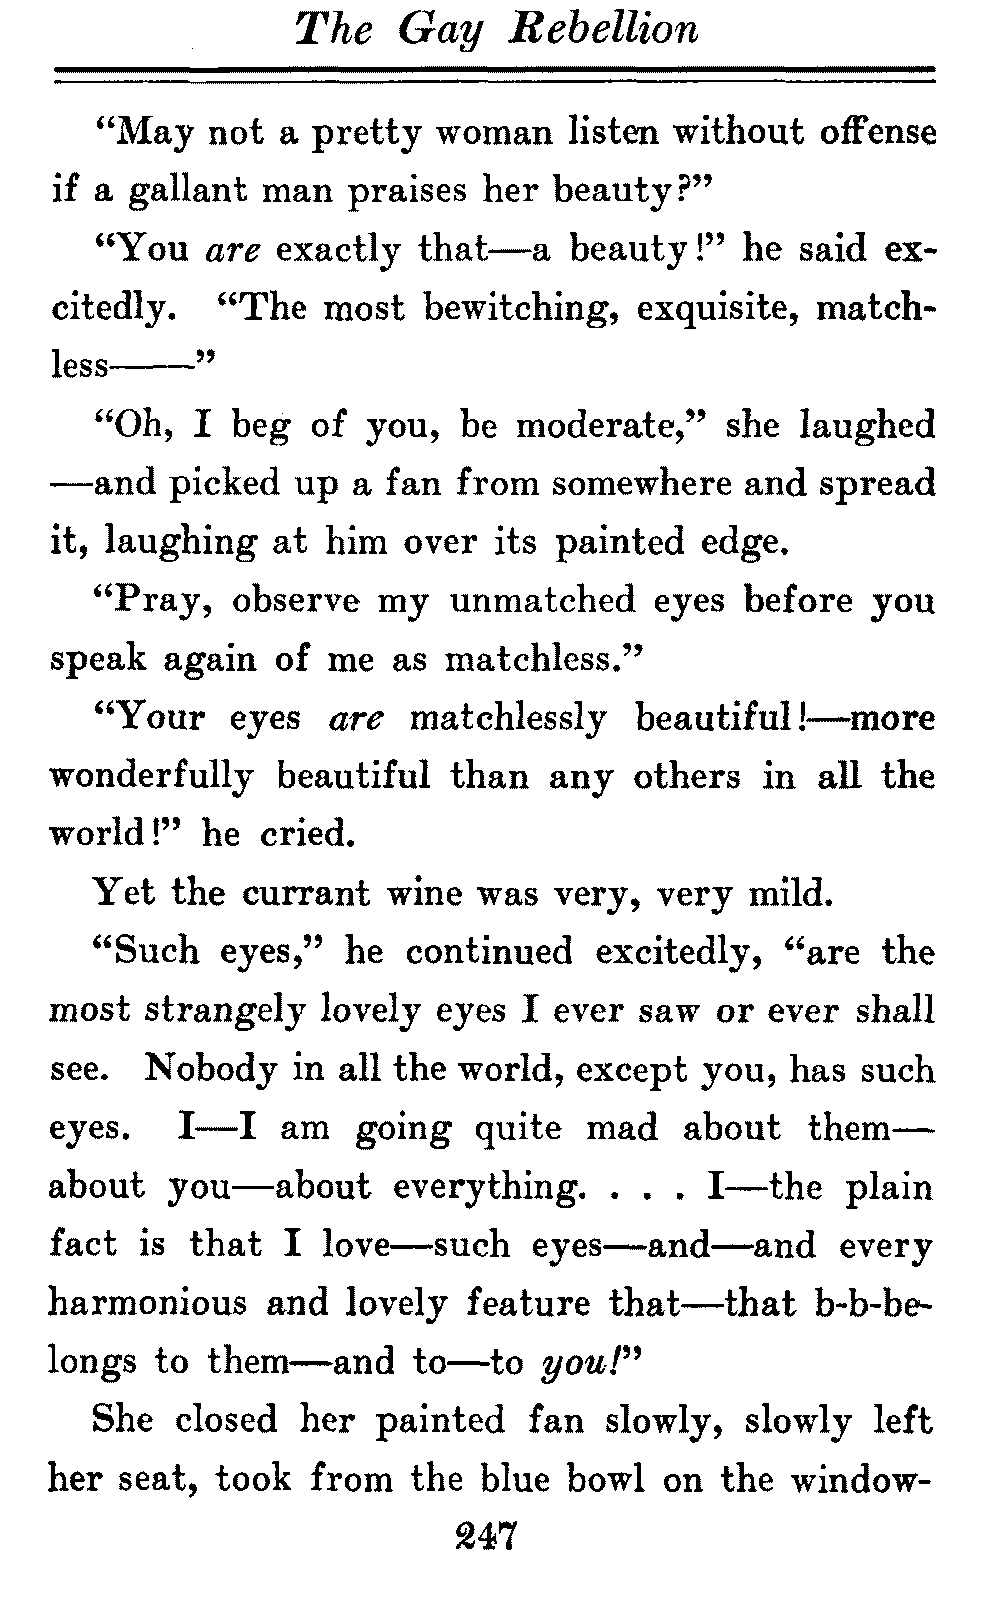 The Gay Rebellion
“May not a pretty woman listen without offense
if a gallant man praises her beauty?”
“You are exactly that—a beauty!” he said ex-
citedly. “The most bewitching, exquisite, match-
less——”
“Oh, I beg of you, be moderate,” she laughed
—and picked up a fan from somewhere and spread
it, laughing at him over its painted edge.
“Pray, observe my unmatched eyes before you
speak again of me as matchless.”
“Your eyes are matchlessly beautiful!—more
wonderfully beautiful than any others in all the
world!” he cried.
Yet the currant wine was very, very mild.
“Such eyes,” he continued excitedly, “are the
most strangely lovely eyes I ever saw or ever shall
see. Nobody in all the world, except you, has such
eyes. I—I am going quite mad about them—
about you—about everything. . . . I—the plain
fact is that I love—such eyes—and—and every
harmonious and lovely feature that—that b-b-be-
longs to them—and to—to you!”
She closed her painted fan slowly, slowly left
her seat, took from the blue bowl on the window-
247